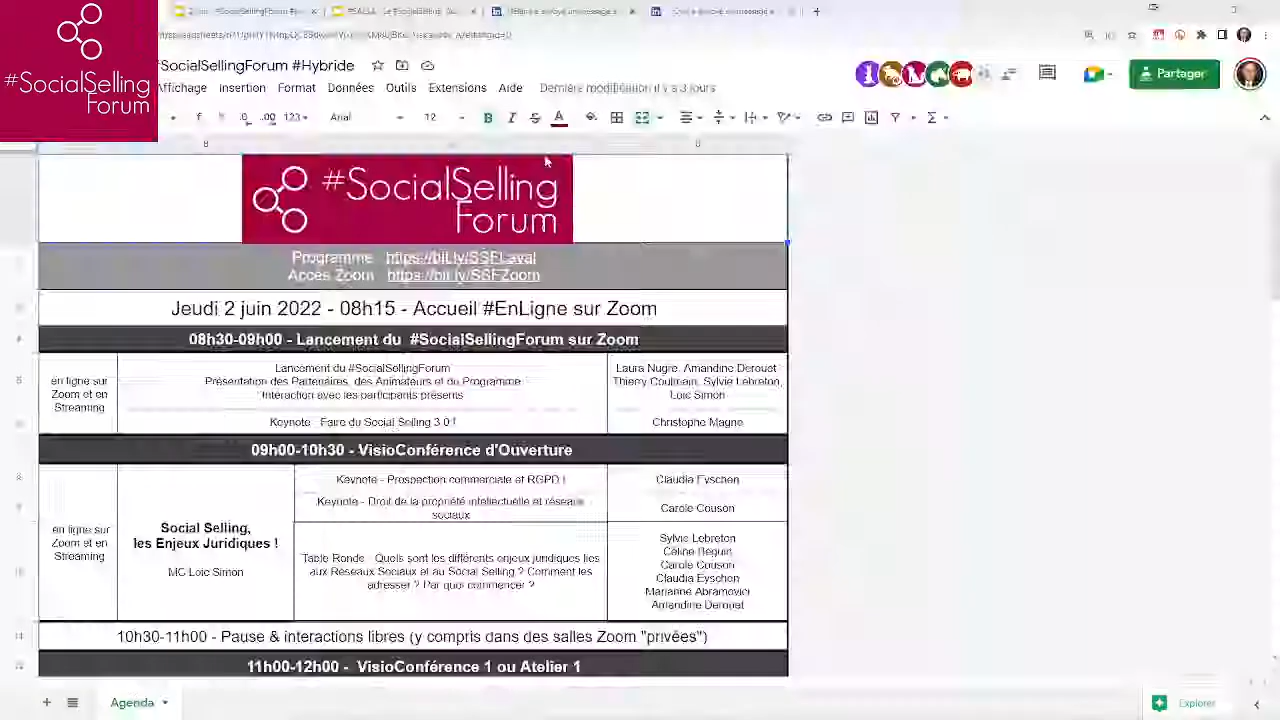 #SocialSelling
Forum
#SocialSellingForum #Hybride
Affichage Insertion Format Données Outils Extensions Aide Dernière modification il y a 3 jours
Partager
123 Arial 12
#SocialSelling
Forum
Programme https://bit.ly/SSFLaval
Accès Zoom https://bit.ly/SSFZoom
Jeudi 2 juin 2022 - 08h15 - Accueil #EnLigne sur Zoom
08h30-09h00 - Lancement du #SocialSellingForum sur Zoom
en ligne sur
Zoom et en
Streaming
Lancement du #SocialSellingForum
Présentation des Partenaires, des Animateurs et du Programme
Interaction avec les participants présents
Keynote - Faire du Social Selling 3.0 !
Laura Nugre, Amandine Derouet
Thierry Coulmain, Sylvie Lebreton,
Loïc Simon
Christophe Magne
09h00-10h30 - VisioConférence d'Ouverture
en ligne sur
Zoom et en
Streaming
Social Selling,
les Enjeux Juridiques !
MC Loïc Simon
Keynote - Prospection commerciale et RGPD !
Keynote - Droit de la propriété intellectuelle et réseaux
sociaux
Table Ronde - Quels sont les différents enjeux juridiques liés
aux Réseaux Sociaux et au Social Selling ? Comment les
adresser ? Par quoi commencer ?
Claudia Eyschen
Carole Couson
Sylvie Lebreton
Céline Béguin
Carole Couson
Claudia Eyschen
Marianne Abramovici
Amandine Derouet
10h30-11h00 - Pause & interactions libres (y compris dans des salles Zoom "privées")
11h00-12h00 - VisioConférence 1 ou Atelier 1
Agenda
Explorer